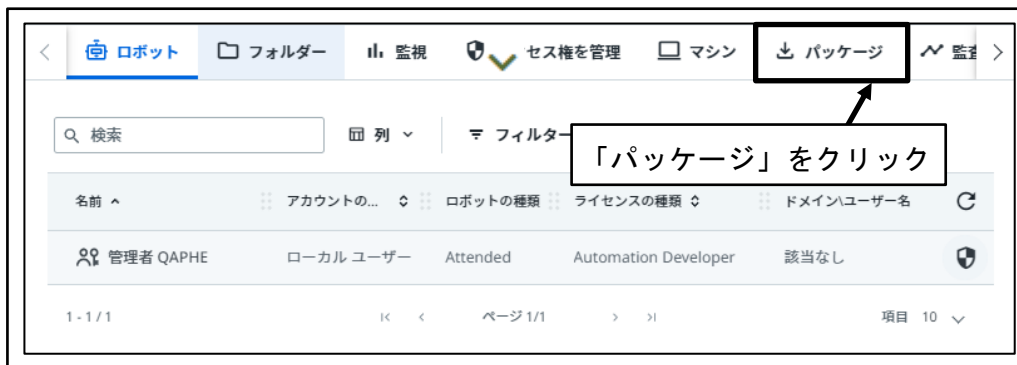 ロボット フォルダー 監視 セス権を管理 マシン パッケージ 監査
検索 列 フィルター
「パッケージ」をクリック
名前 アカウントの... ロボットの種類 ライセンスの種類 ドメイン\ユーザー名
管理者 QAPHE ローカル ユーザー Attended Automation Developer 該当なし
1 - 1 / 1 ページ 1/1 項目 10